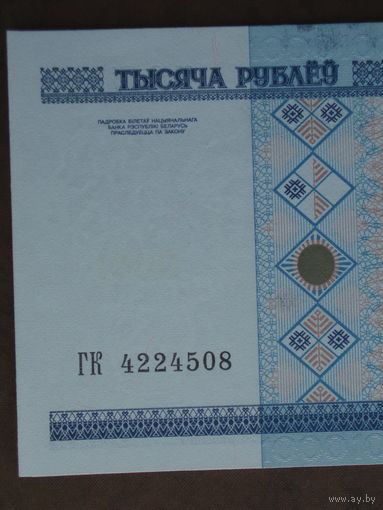 ТЫСЯЧА РУБЛЁЎ
ПАДРОБКА БІЛЕТАЎ НАЦЫЯНАЛЬНАГА
БАНКА РЭСПУБЛІКІ БЕЛАРУСЬ
ПРАСЛЕДУЕЦЦА ПА ЗАКОНУ
ГК 4224508
www.ay.by